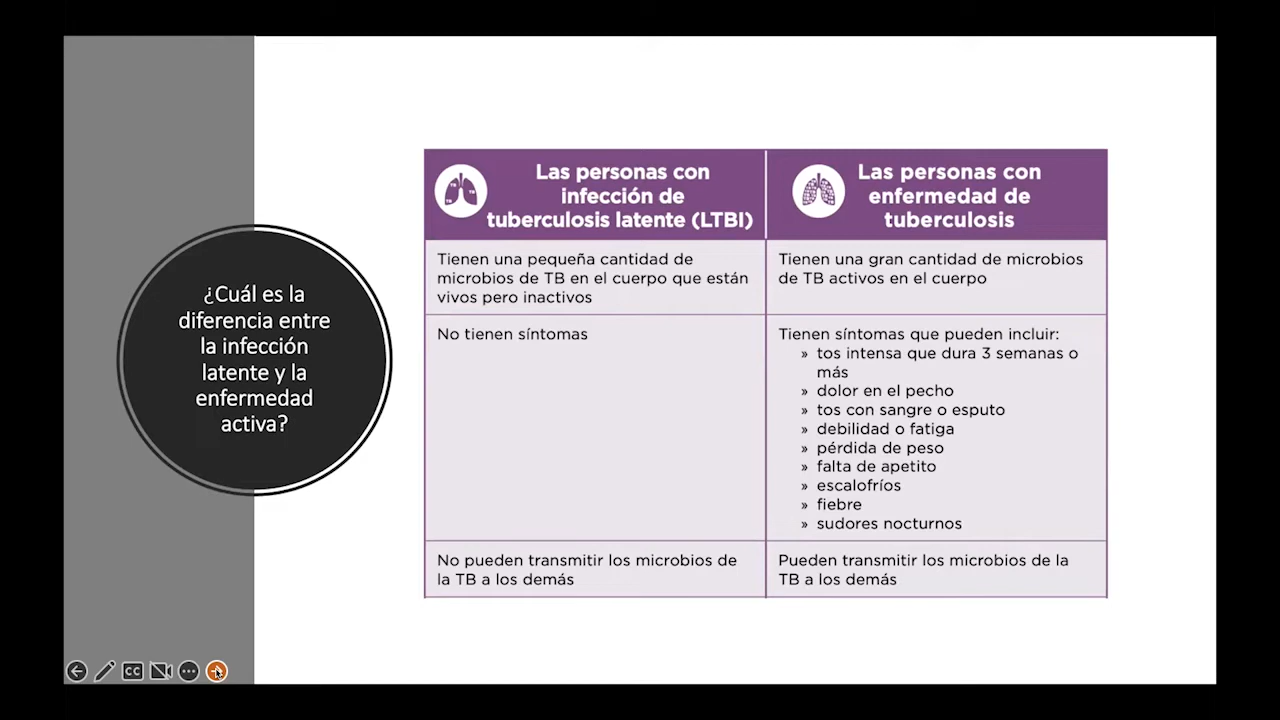 ¿Cuál es la
diferencia entre
la infección
latente y la
enfermedad
activa?
Las personas con
infección de
tuberculosis latente (LTBI)
Las personas con
enfermedad de
tuberculosis
Tienen una pequeña cantidad de
microbios de TB en el cuerpo que están
vivos pero inactivos
Tienen una gran cantidad de microbios
de TB activos en el cuerpo
No tienen síntomas
Tienen síntomas que pueden incluir:
» tos intensa que dura 3 semanas o
más
» dolor en el pecho
» tos con sangre o esputo
» debilidad o fatiga
» pérdida de peso
» falta de apetito
» escalofríos
» fiebre
» sudores nocturnos
No pueden transmitir los microbios de
la TB a los demás
Pueden transmitir los microbios de la
TB a los demás
CC